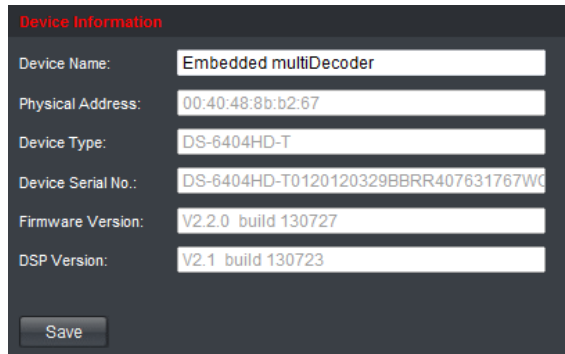 Device Information
Device Name: Embedded multiDecoder
Physical Address: 00:40:48:8b:b2:67
Device Type: DS-6404HD-T
Device Serial No.: DS-6404HD-T0120120329BBRR407631767WC
Firmware Version: V2.2.0 build 130727
DSP Version: V2.1 build 130723
Save